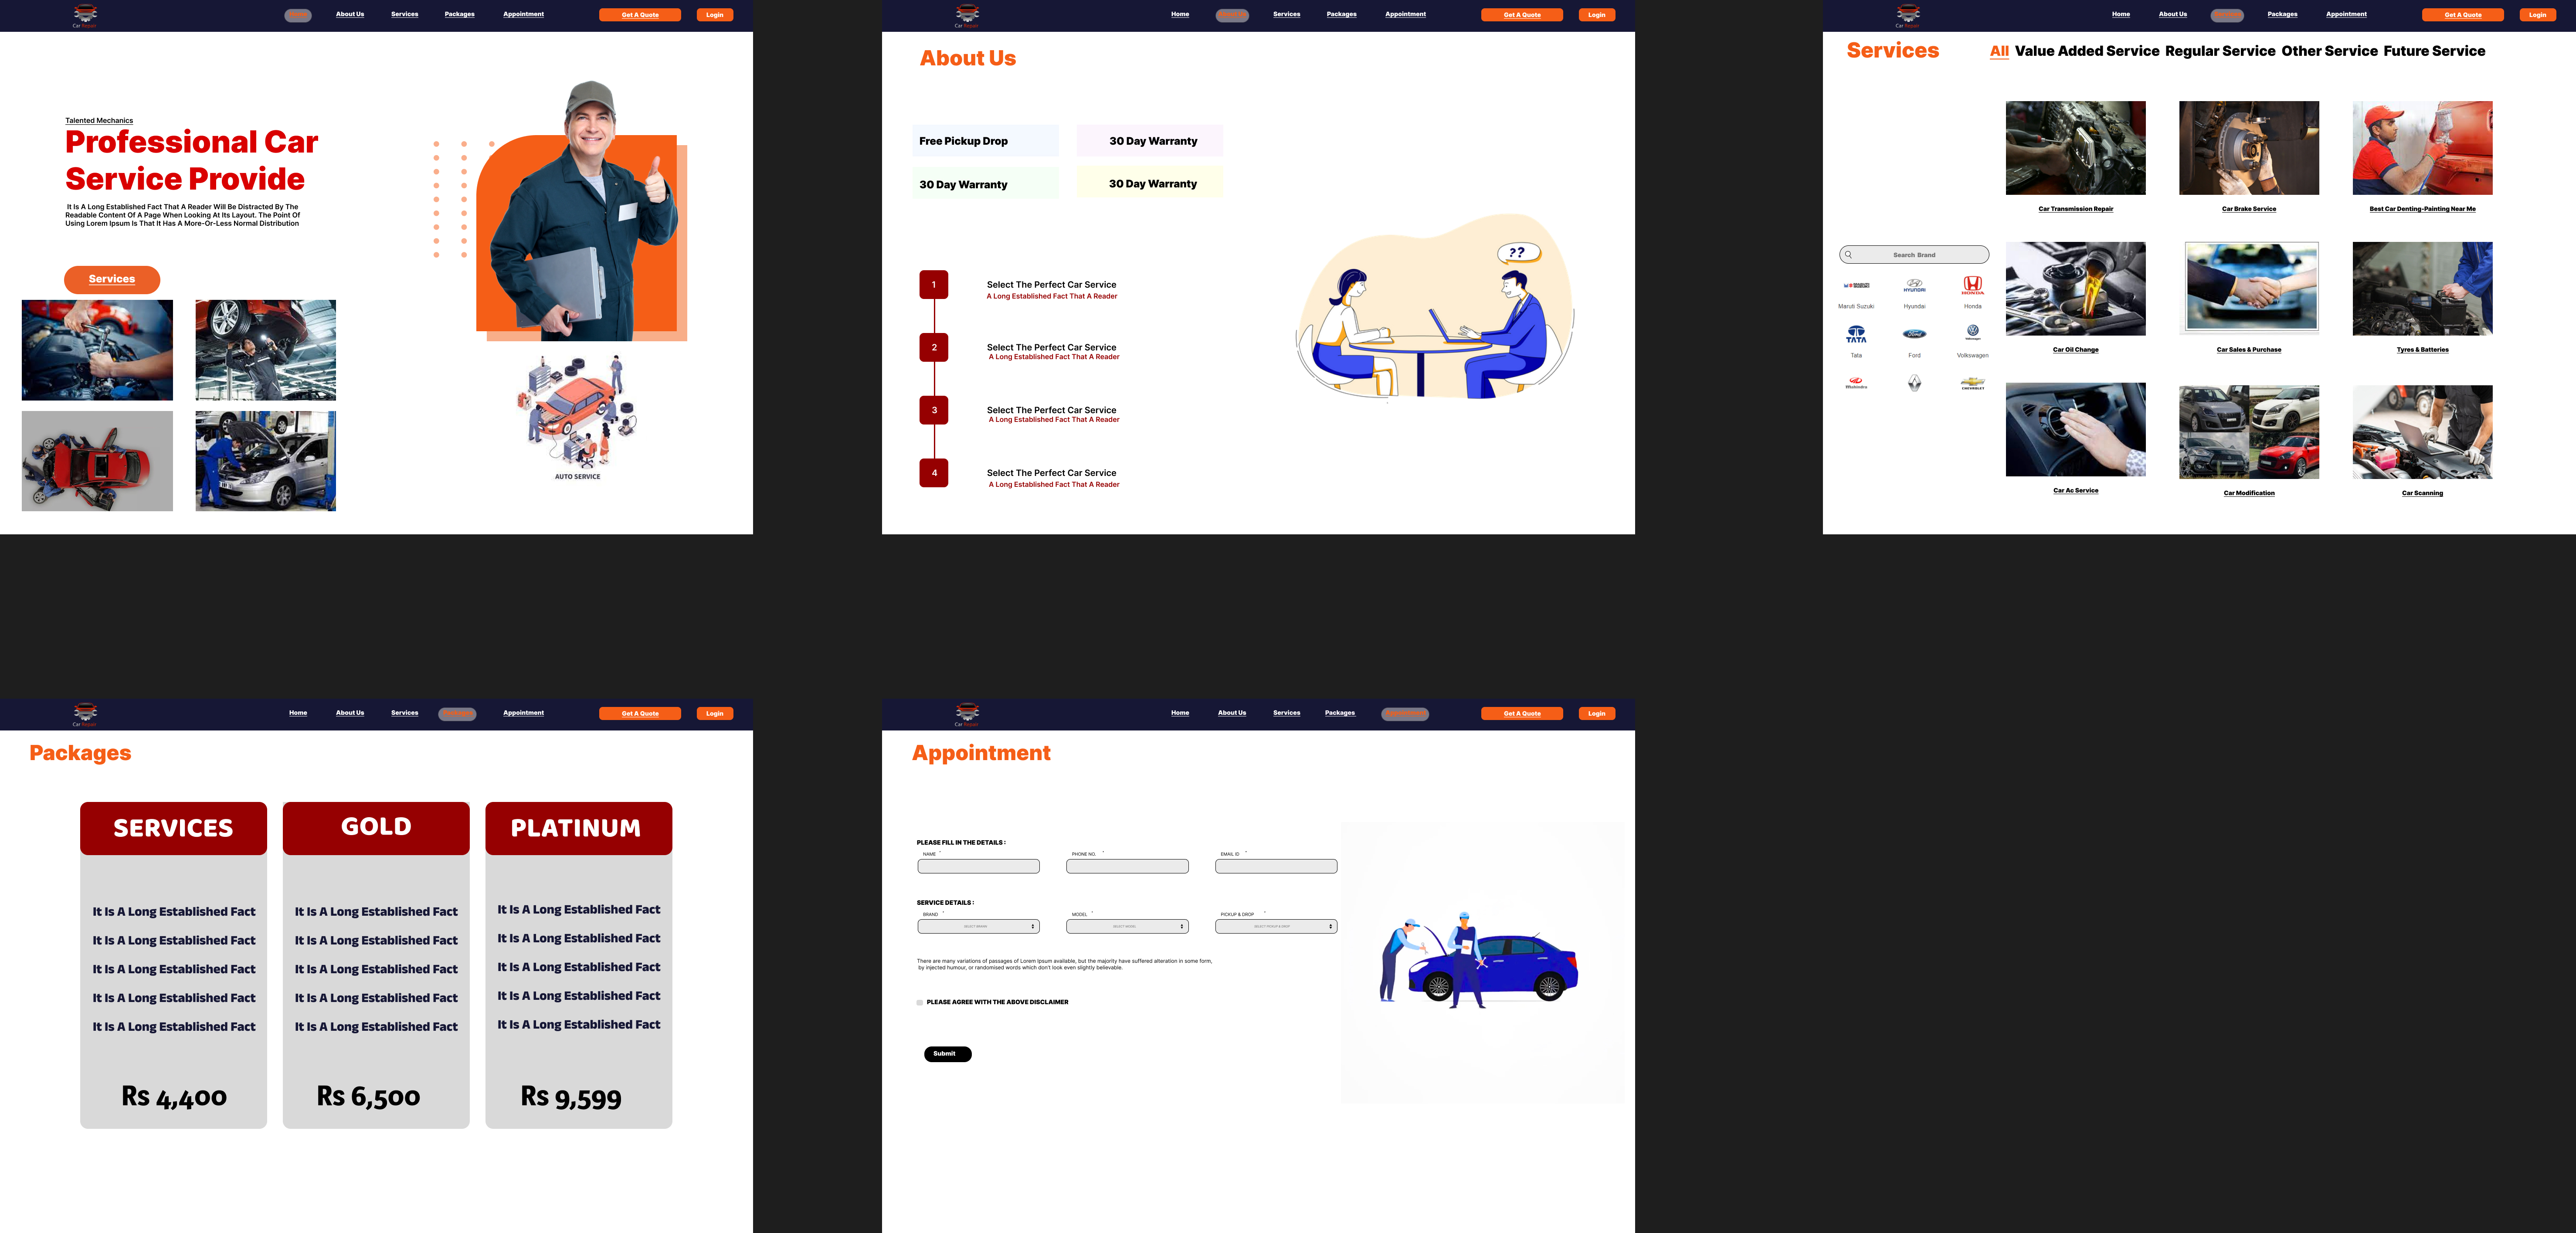 Car Repair
About Us
Services
Packages
Appointment
Get A Quote
Login
Talented Mechanics
Professional Car
Service Provide
It Is A Long Established Fact That A Reader Will Be Distracted By The
Readable Content Of A Page When Looking At Its Layout. The Point Of
Using Lorem Ipsum Is That It Has A More-Or-Less Normal Distribution
Services
AUTO SERVICE
Car Repair
Home
Services
Packages
Appointment
Get A Quote
Login
About Us
Free Pickup Drop
30 Day Warranty
30 Day Warranty
30 Day Warranty
??
1
Select The Perfect Car Service
A Long Established Fact That A Reader
2
Select The Perfect Car Service
A Long Established Fact That A Reader
3
Select The Perfect Car Service
A Long Established Fact That A Reader
4
Select The Perfect Car Service
A Long Established Fact That A Reader
Car Repair
Home
About Us
Packages
Appointment
Get A Quote
Login
Services
All Value Added Service Regular Service Other Service Future Service
Car Transmission Repair
Car Brake Service
Best Car Denting-Painting Near Me
Search Brand
HYUNDAI
HONDA
Maruti Suzuki
Hyundai
Honda
TATA
Ford
Tata
Ford
Volkswagen
Mahindra
CHEVROLET
Car Oil Change
Car Sales & Purchase
Tyres & Batteries
Car Ac Service
Car Modification
Car Scanning
Car Repair
Home
About Us
Services
Appointment
Get A Quote
Login
Packages
SERVICES
It Is A Long Established Fact
It Is A Long Established Fact
It Is A Long Established Fact
It Is A Long Established Fact
It Is A Long Established Fact
Rs 4,400
GOLD
It Is A Long Established Fact
It Is A Long Established Fact
It Is A Long Established Fact
It Is A Long Established Fact
It Is A Long Established Fact
Rs 6,500
PLATINUM
It Is A Long Established Fact
It Is A Long Established Fact
It Is A Long Established Fact
It Is A Long Established Fact
It Is A Long Established Fact
Rs 9,599
Car Repair
Home
About Us
Services
Packages
Get A Quote
Login
Appointment
PLEASE FILL IN THE DETAILS :
NAME *
PHONE NO. *
EMAIL ID *
SERVICE DETAILS :
BRAND *
MODEL *
PICKUP & DROP *
SELECT BRAND
SELECT MODEL
SELECT PICKUP & DROP
There are many variations of passages of Lorem Ipsum available, but the majority have suffered alteration in some form,
by injected humour, or randomised words which don't look even slightly believable.
PLEASE AGREE WITH THE ABOVE DISCLAIMER
Submit